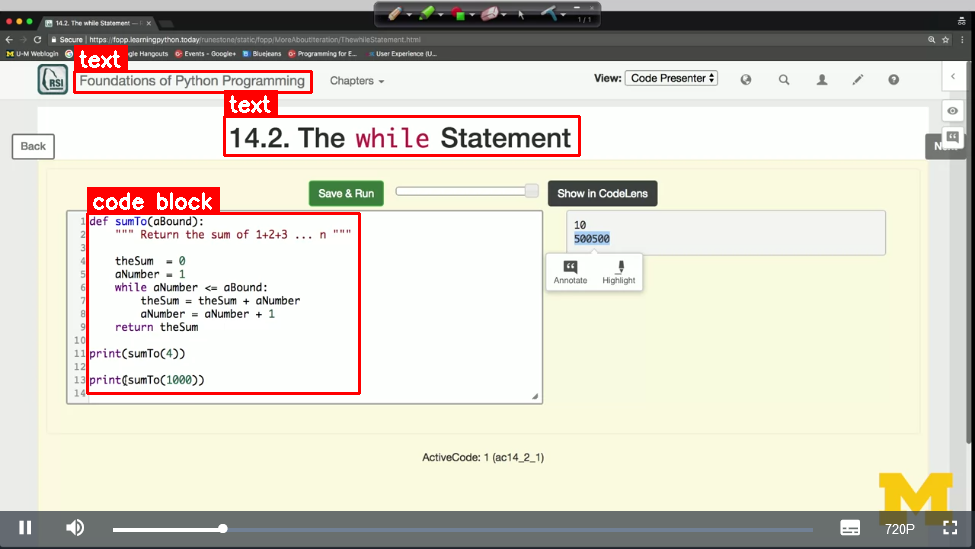 14.2. The while Statement
1 / 1
Secure
https://fopp.learningpython.today/runestone/static/fopp/MoreAboutIteration/ThewhileStatement.html
U-M Weblogin
Google Hangouts
Events - Google+
Bluejeans
Programming for E...
User Experience (U...
text
RSI
Foundations of Python Programming
Chapters
View:
Code Presenter
text
Back
14.2. The while Statement
Save & Run
Show in CodeLens
code block
1 def sumTo(aBound):
2 """ Return the sum of 1+2+3 ... n """
3
4 theSum = 0
5 aNumber = 1
6 while aNumber <= aBound:
7 theSum = theSum + aNumber
8 aNumber = aNumber + 1
9 return theSum
10
11 print(sumTo(4))
12
13 print(sumTo(1000))
14
10
500500
Annotate
Highlight
ActiveCode: 1 (ac14_2_1)
M
720P